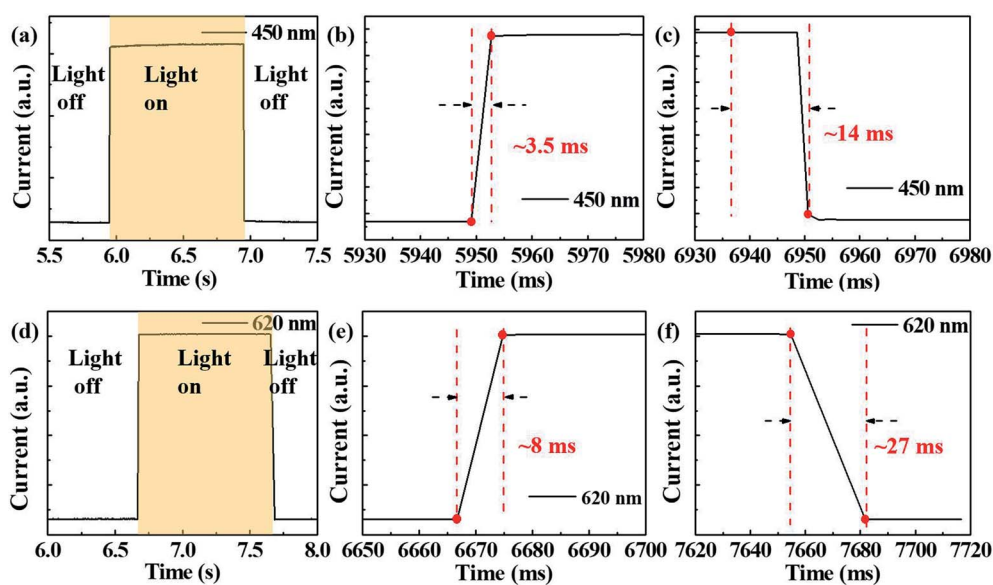 (a)
450 nm
Light off
Light on
Light off
Current (a.u.)
5.5 6.0 6.5 7.0 7.5
Time (s)
(b)
~3.5 ms
450 nm
Current (a.u.)
5930 5940 5950 5960 5970 5980
Time (ms)
(c)
~14 ms
450 nm
Current (a.u.)
6930 6940 6950 6960 6970 6980
Time (ms)
(d)
620 nm
Light off
Light on
Light off
Current (a.u.)
6.0 6.5 7.0 7.5 8.0
Time (s)
(e)
~8 ms
620 nm
Current (a.u.)
6650 6660 6670 6680 6690 6700
Time (ms)
(f)
620 nm
~27 ms
Current (a.u.)
7620 7640 7660 7680 7700 7720
Time (ms)